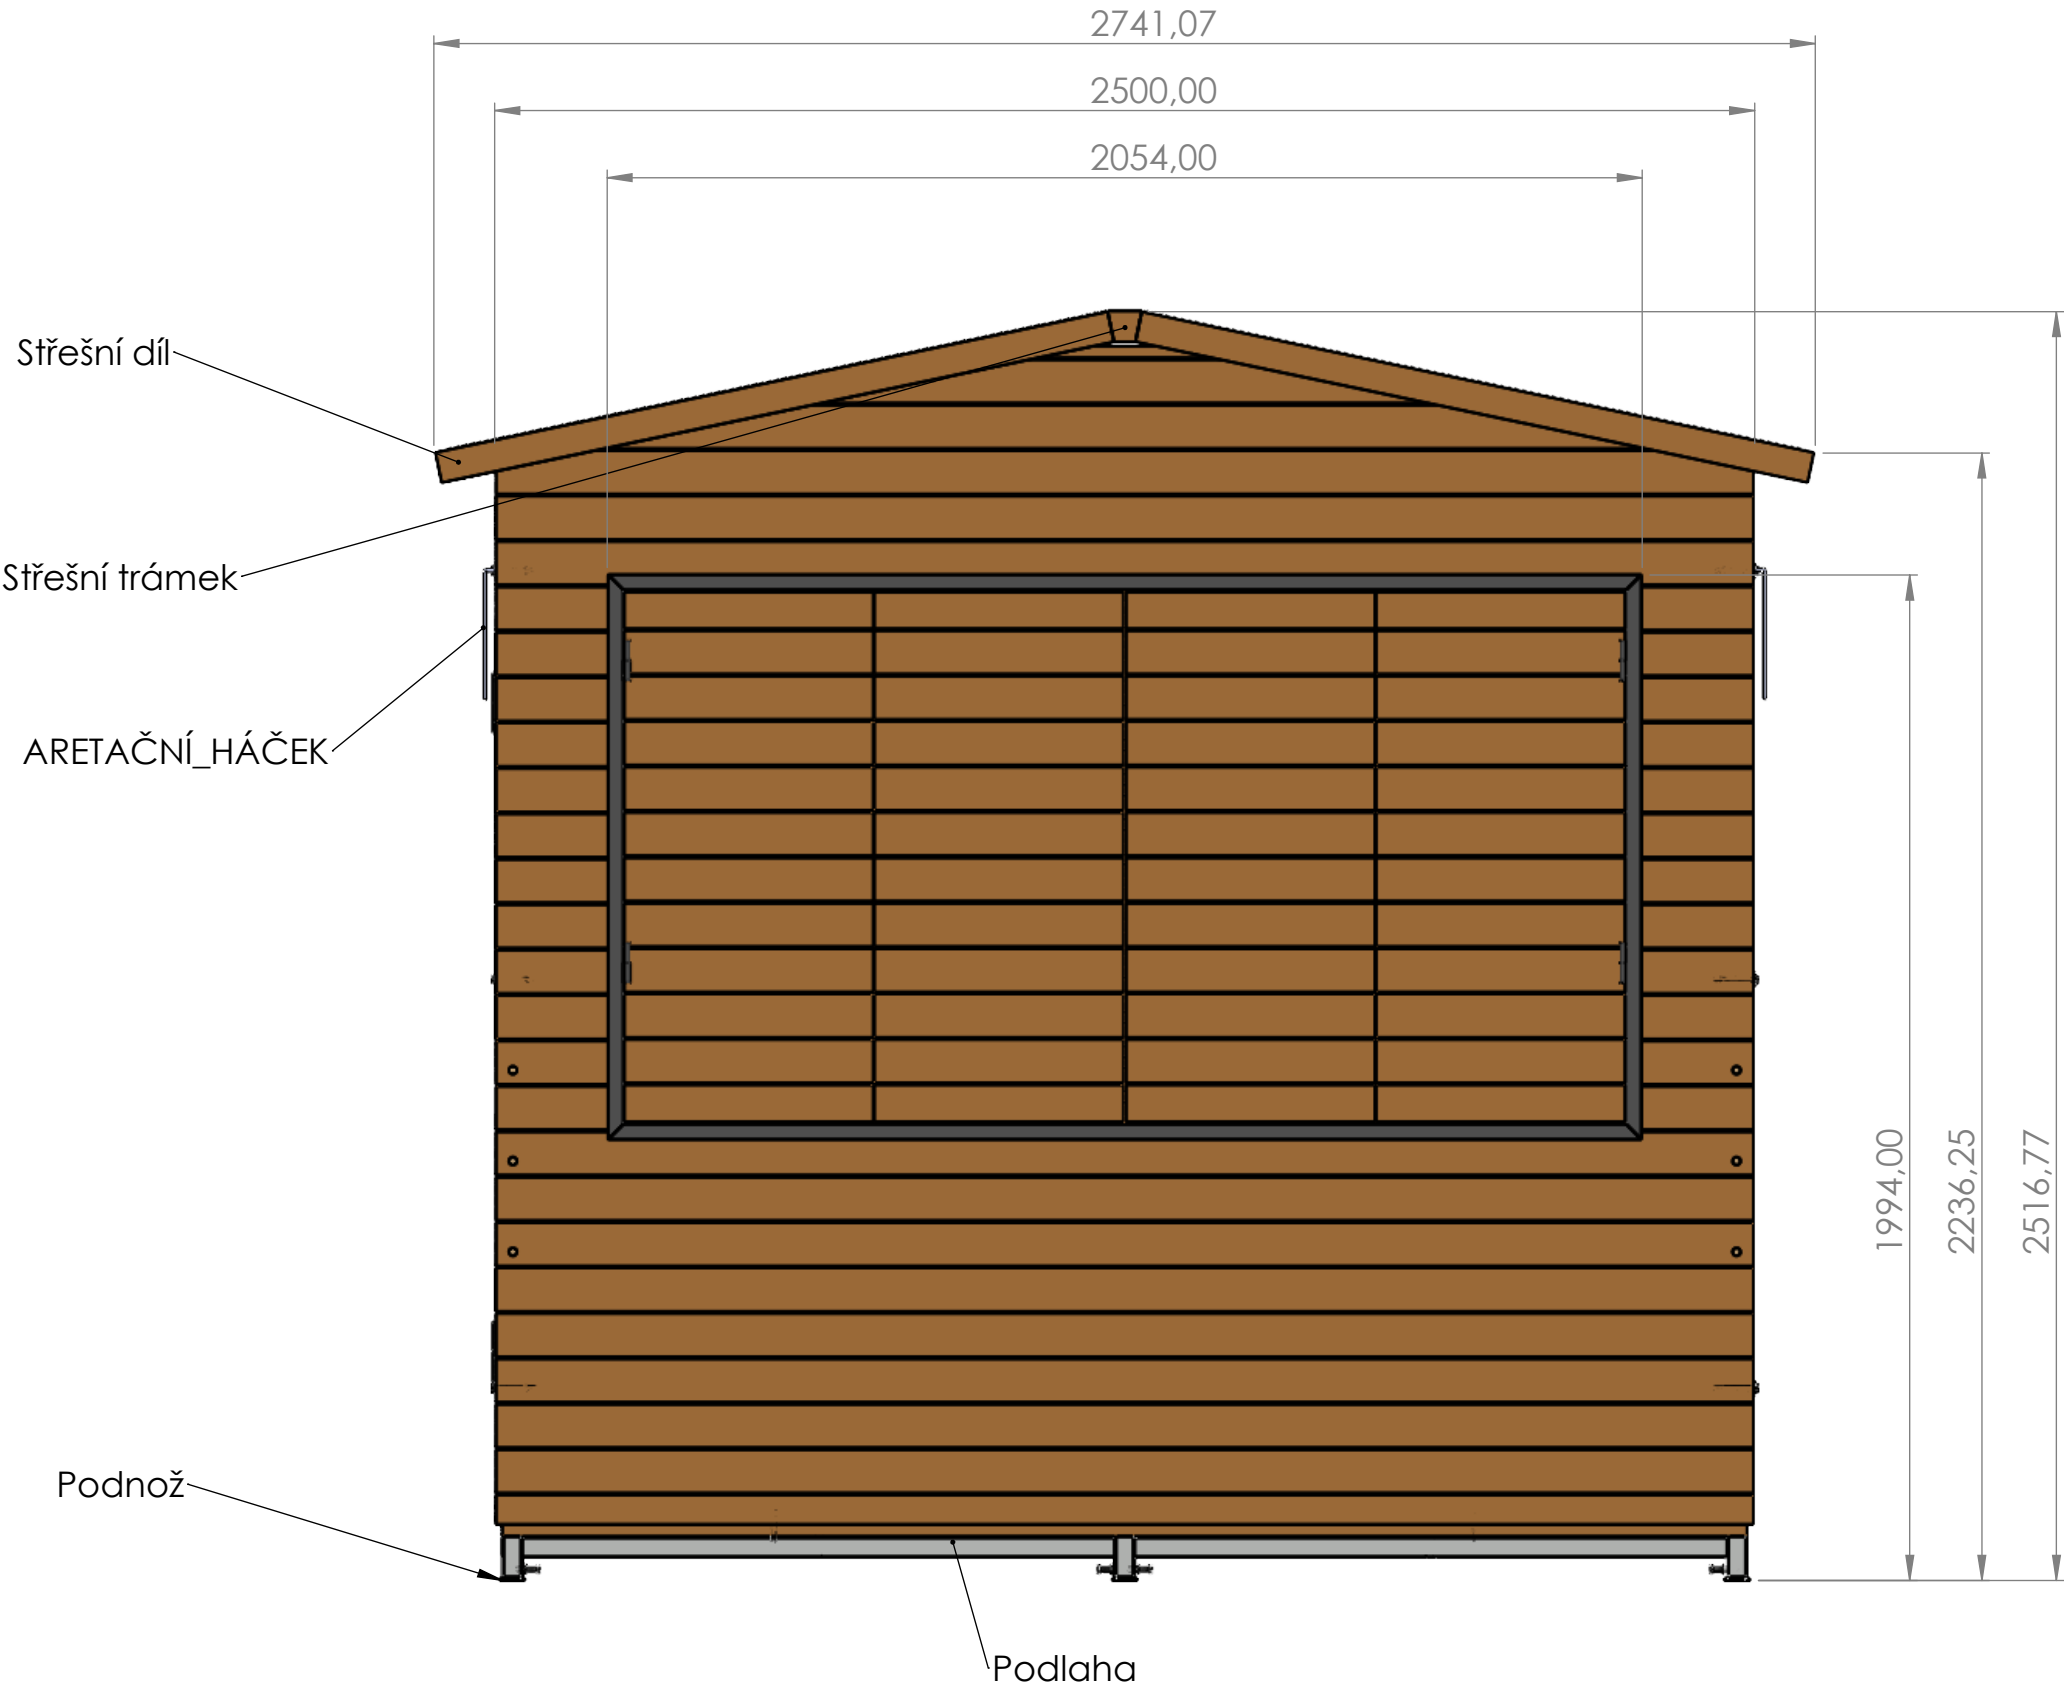 2741,07
2500,00
2054,00
Střešní díl
Střešní trámek
ARETAČNÍ_HÁČEK
1994,00
2236,25
2516,77
Podnož
Podlaha